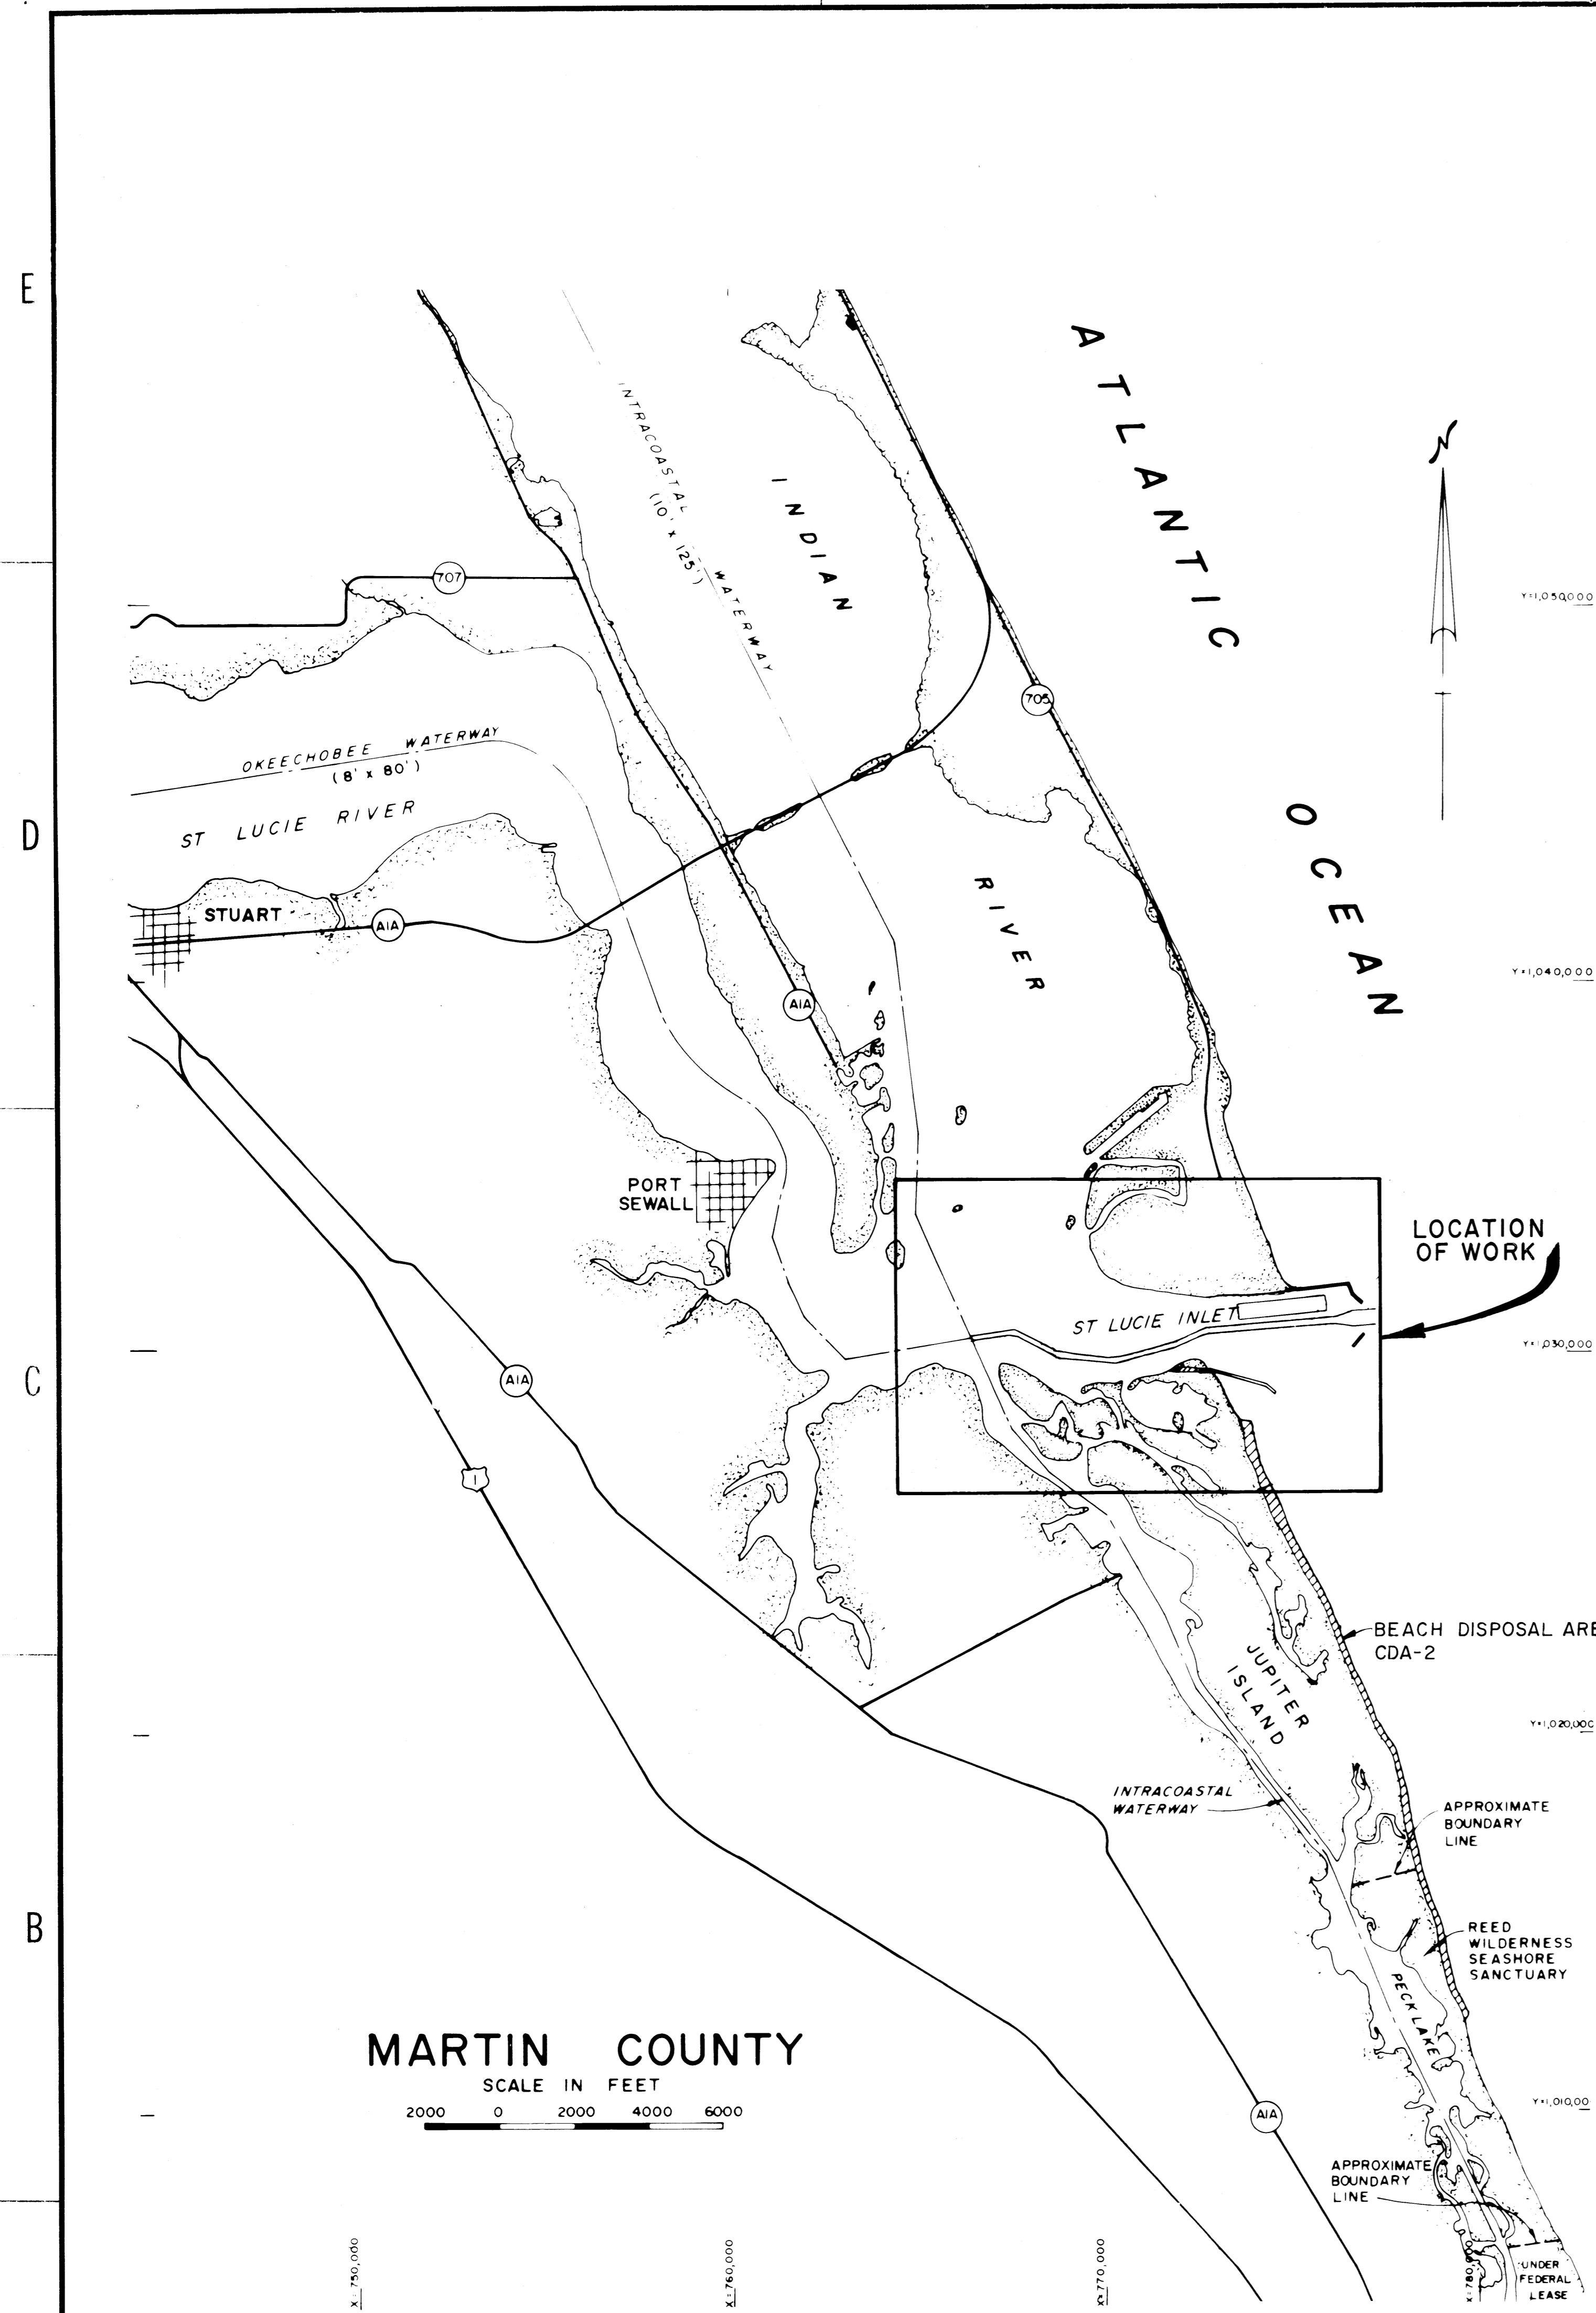 E
D
C
B
ATLANTIC
OCEAN
N
INTRACOASTAL WATERWAY
(10' x 125')
INDIAN
RIVER
707
705
OKEECHOBEE WATERWAY
(8' x 80')
ST LUCIE RIVER
STUART
A1A
A1A
PORT
SEWALL
LOCATION
OF WORK
ST LUCIE INLET
A1A
1
BEACH DISPOSAL ARE
CDA-2
JUPITER
ISLAND
INTRACOASTAL
WATERWAY
APPROXIMATE
BOUNDARY
LINE
REED
WILDERNESS
SEASHORE
SANCTUARY
PECK LAKE
MARTIN COUNTY
SCALE IN FEET
2000 0 2000 4000 6000
A1A
APPROXIMATE
BOUNDARY
LINE
UNDER
FEDERAL
LEASE
Y=1,050,000
Y=1,040,000
Y=1,030,000
Y=1,020,000
Y=1,010,00
X=750,000
X=760,000
X=770,000
X=780,000